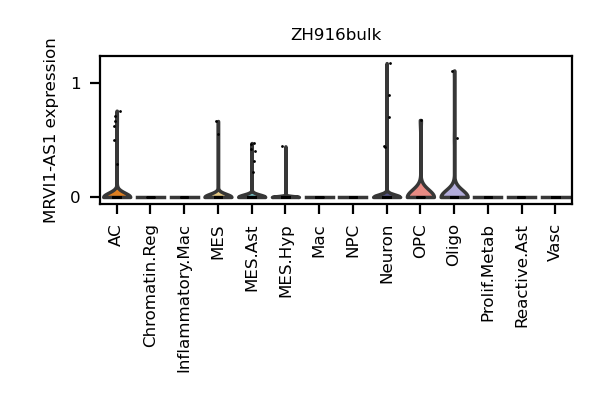 ZH916bulk
MRVI1-AS1 expression
1
0
AC
Chromatin.Reg
Inflammatory.Mac
MES
MES.Ast
MES.Hyp
Mac
NPC
Neuron
OPC
Oligo
Prolif.Metab
Reactive.Ast
Vasc